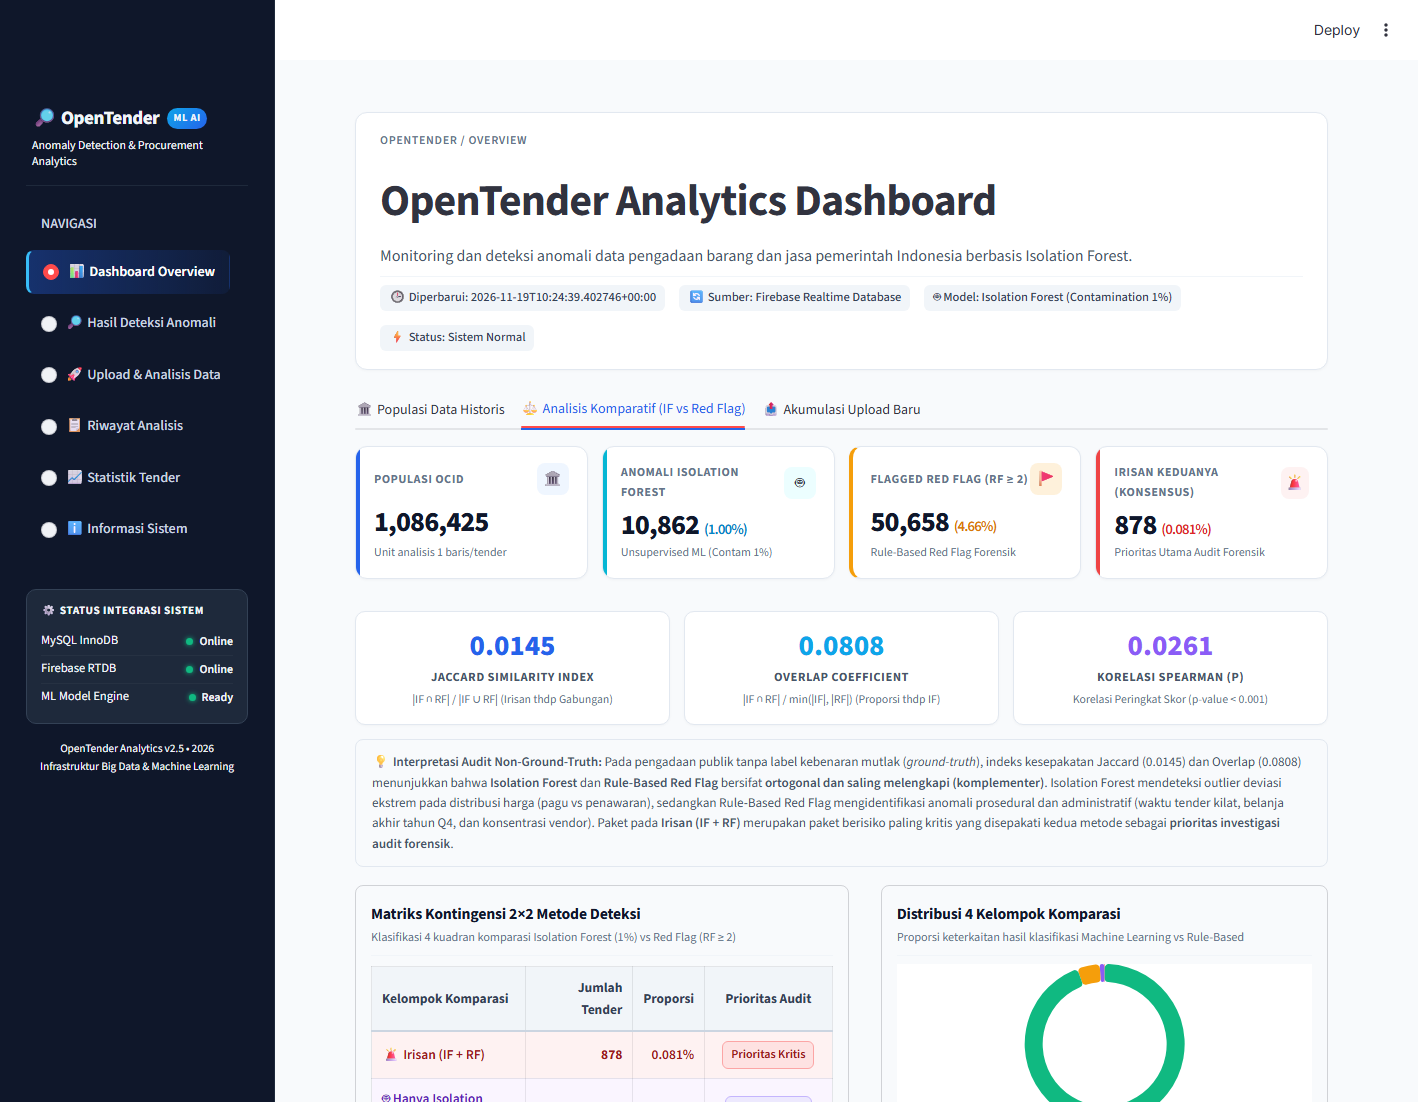 Deploy
OpenTender ML AI
Anomaly Detection & Procurement
Analytics
NAVIGASI
Dashboard Overview
Hasil Deteksi Anomali
Upload & Analisis Data
Riwayat Analisis
Statistik Tender
Informasi Sistem
STATUS INTEGRASI SISTEM
MySQL InnoDB Online
Firebase RTDB Online
ML Model Engine Ready
OpenTender Analytics v2.5 • 2026
Infrastruktur Big Data & Machine Learning
OPENTENDER / OVERVIEW
OpenTender Analytics Dashboard
Monitoring dan deteksi anomali data pengadaan barang dan jasa pemerintah Indonesia berbasis Isolation Forest.
Diperbarui: 2026-11-19T10:24:39.402746+00:00 Sumber: Firebase Realtime Database Model: Isolation Forest (Contamination 1%)
Status: Sistem Normal
Populasi Data Historis Analisis Komparatif (IF vs Red Flag) Akumulasi Upload Baru
POPULASI OCID
1,086,425
Unit analisis 1 baris/tender
ANOMALI ISOLATION
FOREST
10,862 (1.00%)
Unsupervised ML (Contam 1%)
FLAGGED RED FLAG (RF ≥ 2)
50,658 (4.66%)
Rule-Based Red Flag Forensik
IRISAN KEDUANYA
(KONSENSUS)
878 (0.081%)
Prioritas Utama Audit Forensik
0.0145
JACCARD SIMILARITY INDEX
|IF ∩ RF| / |IF ∪ RF| (Irisan thdp Gabungan)
0.0808
OVERLAP COEFFICIENT
|IF ∩ RF| / min(|IF|, |RF|) (Proporsi thdp IF)
0.0261
KORELASI SPEARMAN (Ρ)
Korelasi Peringkat Skor (p-value < 0.001)
Interpretasi Audit Non-Ground-Truth: Pada pengadaan publik tanpa label kebenaran mutlak (ground-truth), indeks kesepakatan Jaccard (0.0145) dan Overlap (0.0808)
menunjukkan bahwa Isolation Forest dan Rule-Based Red Flag bersifat ortogonal dan saling melengkapi (komplementer). Isolation Forest mendeteksi outlier deviasi
ekstrem pada distribusi harga (pagu vs penawaran), sedangkan Rule-Based Red Flag mengidentifikasi anomali prosedural dan administratif (waktu tender kilat, belanja
akhir tahun Q4, dan konsentrasi vendor). Paket pada Irisan (IF + RF) merupakan paket berisiko paling kritis yang disepakati kedua metode sebagai prioritas investigasi
audit forensik.
Matriks Kontingensi 2×2 Metode Deteksi
Klasifikasi 4 kuadran komparasi Isolation Forest (1%) vs Red Flag (RF ≥ 2)
Kelompok Komparasi Jumlah Tender Proporsi Prioritas Audit
Irisan (IF + RF) 878 0.081% Prioritas Kritis
Hanya Isolation
Distribusi 4 Kelompok Komparasi
Proporsi keterkaitan hasil klasifikasi Machine Learning vs Rule-Based